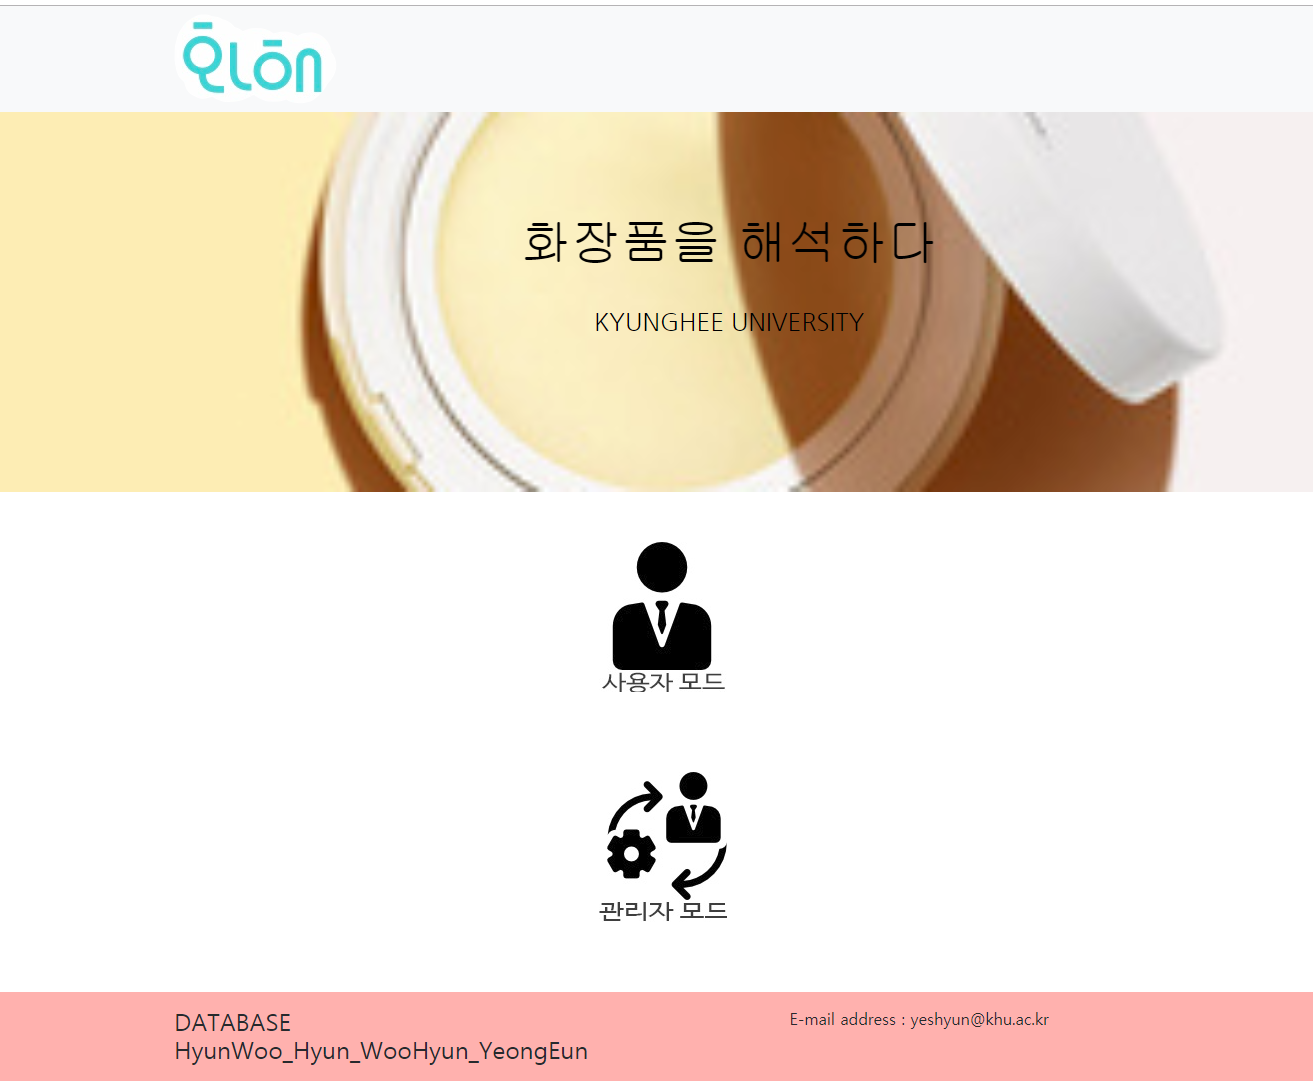 화장품을 해석하다
KYUNGHEE UNIVERSITY
사용자 모드
관리자 모드
DATABASE
HyunWoo_Hyun_WooHyun_YeongEun
E-mail address : yeshyun@khu.ac.kr